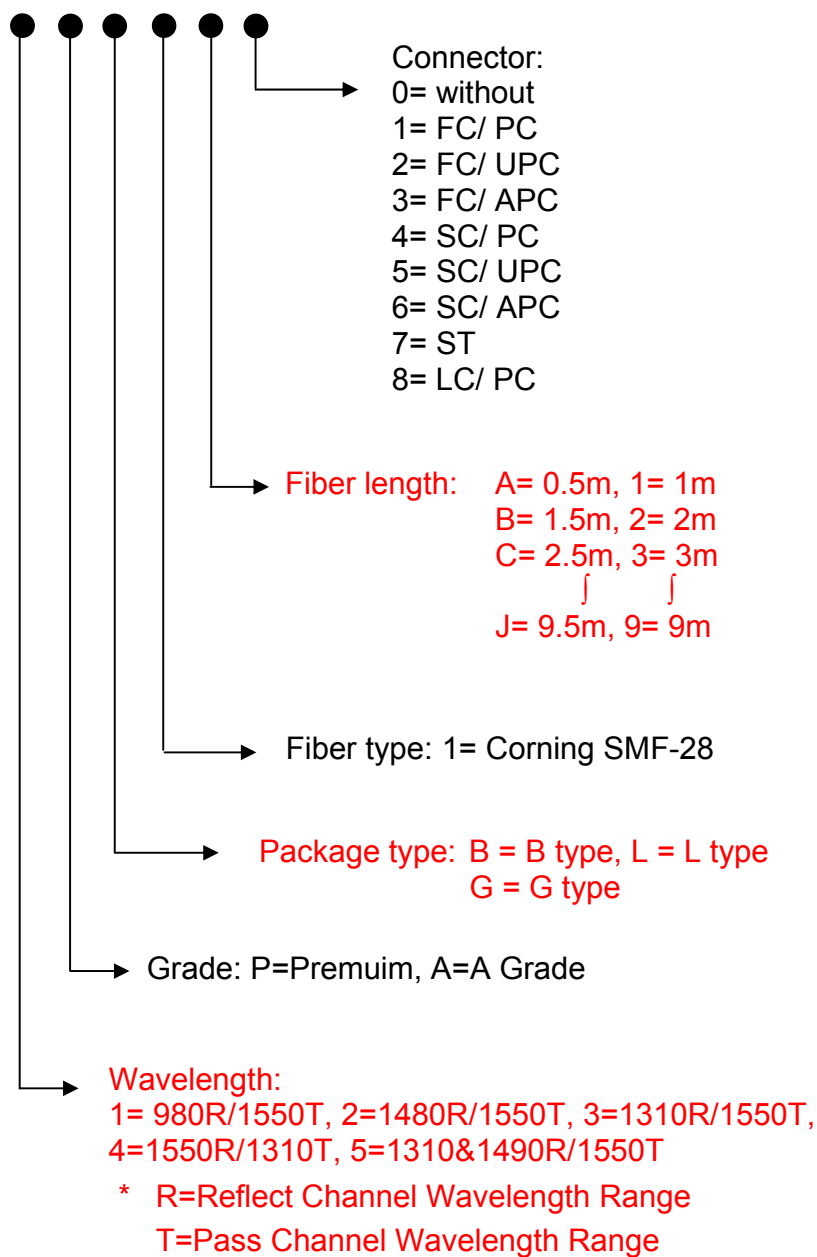 Connector:
0= without
1= FC/ PC
2= FC/ UPC
3= FC/ APC
4= SC/ PC
5= SC/ UPC
6= SC/ APC
7= ST
8= LC/ PC
Fiber length: A= 0.5m, 1= 1m
B= 1.5m, 2= 2m
C= 2.5m, 3= 3m
∫ ∫
J= 9.5m, 9= 9m
Fiber type: 1= Corning SMF-28
Package type: B = B type, L = L type
G = G type
Grade: P=Premuim, A=A Grade
Wavelength:
1= 980R/1550T, 2=1480R/1550T, 3=1310R/1550T,
4=1550R/1310T, 5=1310&1490R/1550T
* R=Reflect Channel Wavelength Range
T=Pass Channel Wavelength Range